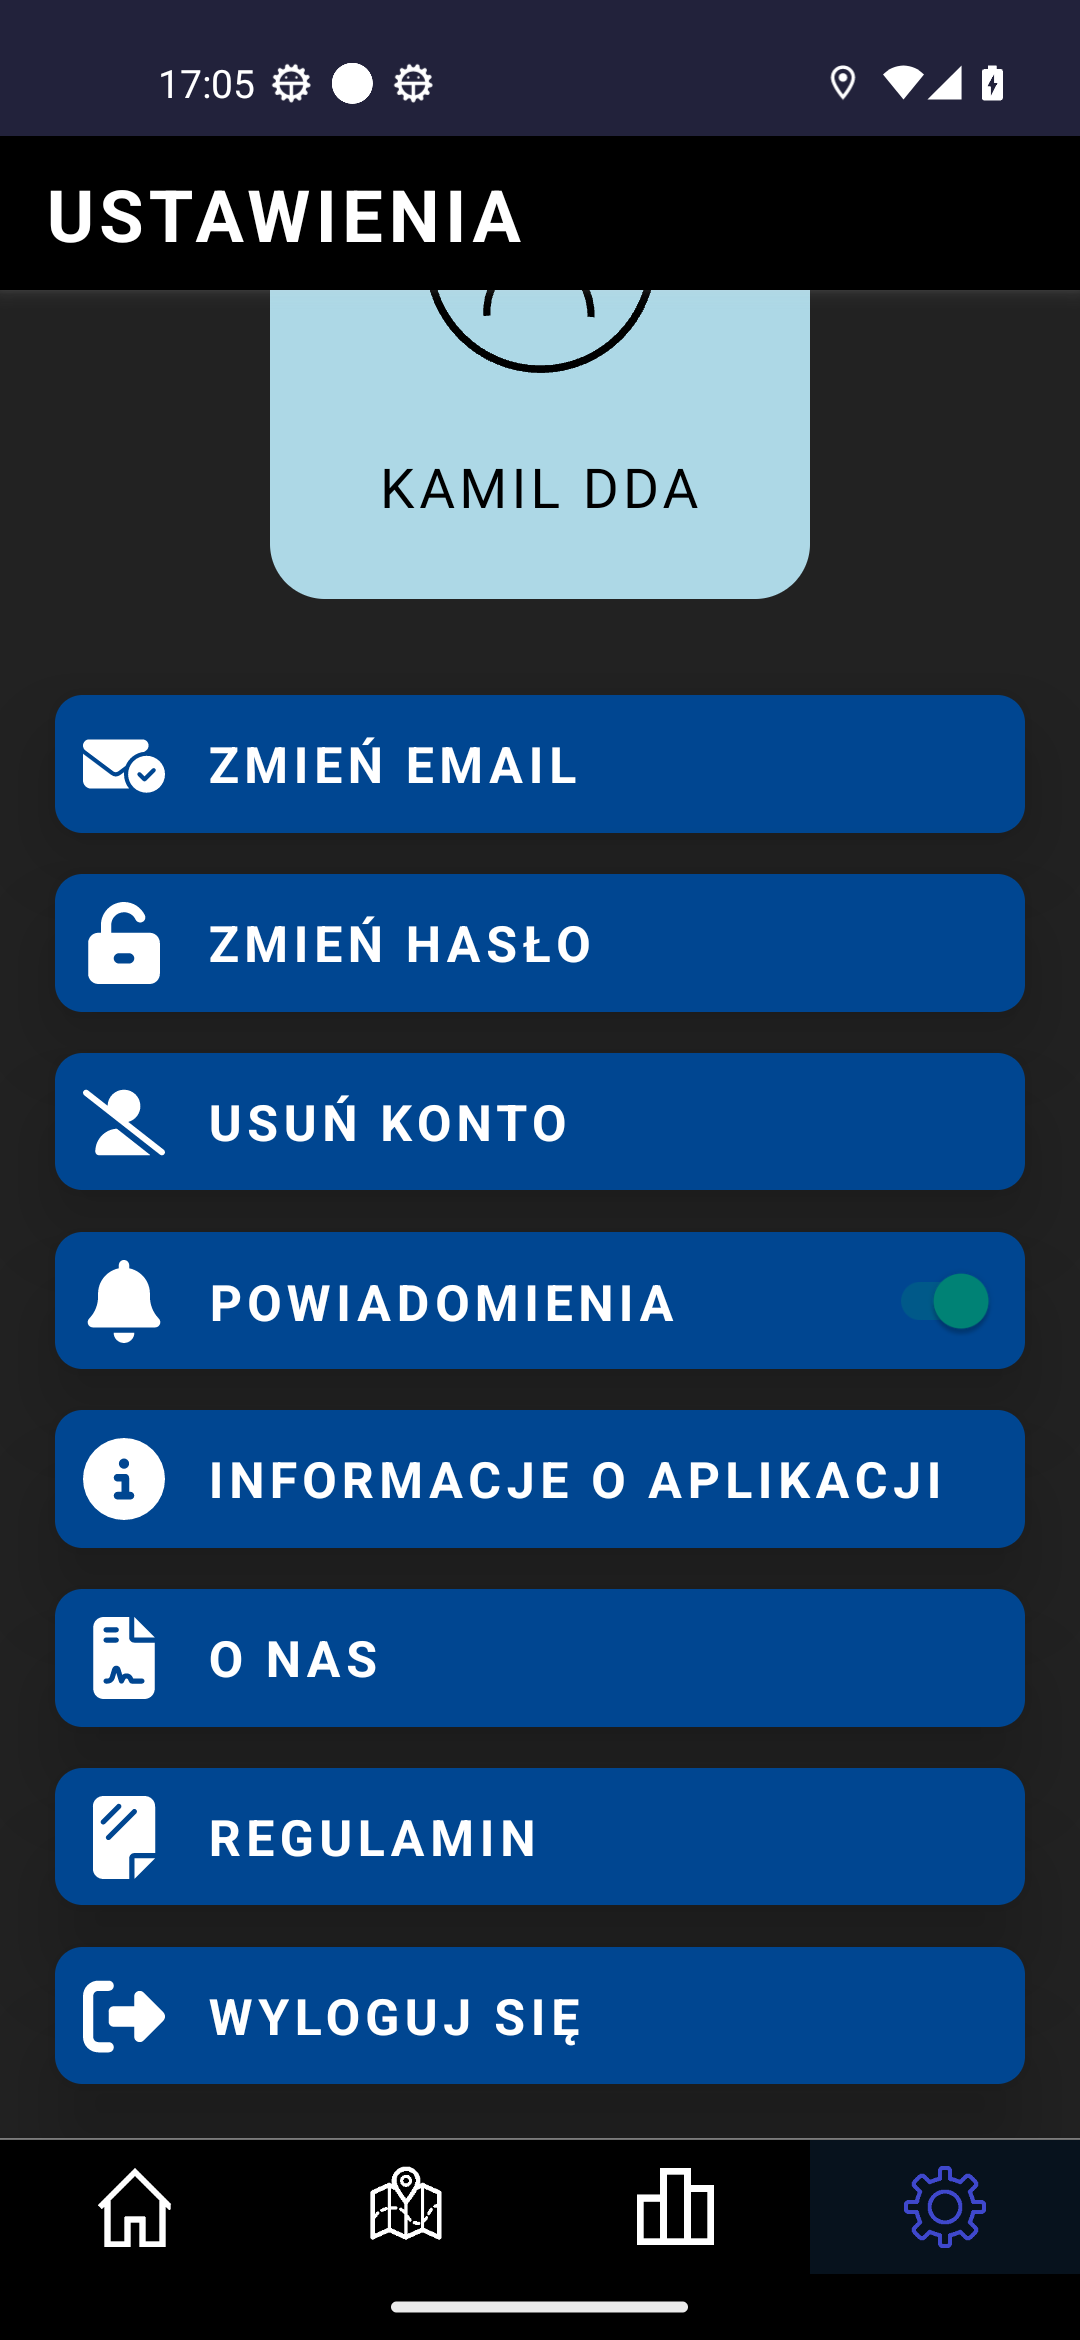 17:05
USTAWIENIA
KAMIL DDA
ZMIEŃ EMAIL
ZMIEŃ HASŁO
USUŃ KONTO
POWIADOMIENIA
INFORMACJE O APLIKACJI
O NAS
REGULAMIN
WYLOGUJ SIĘ